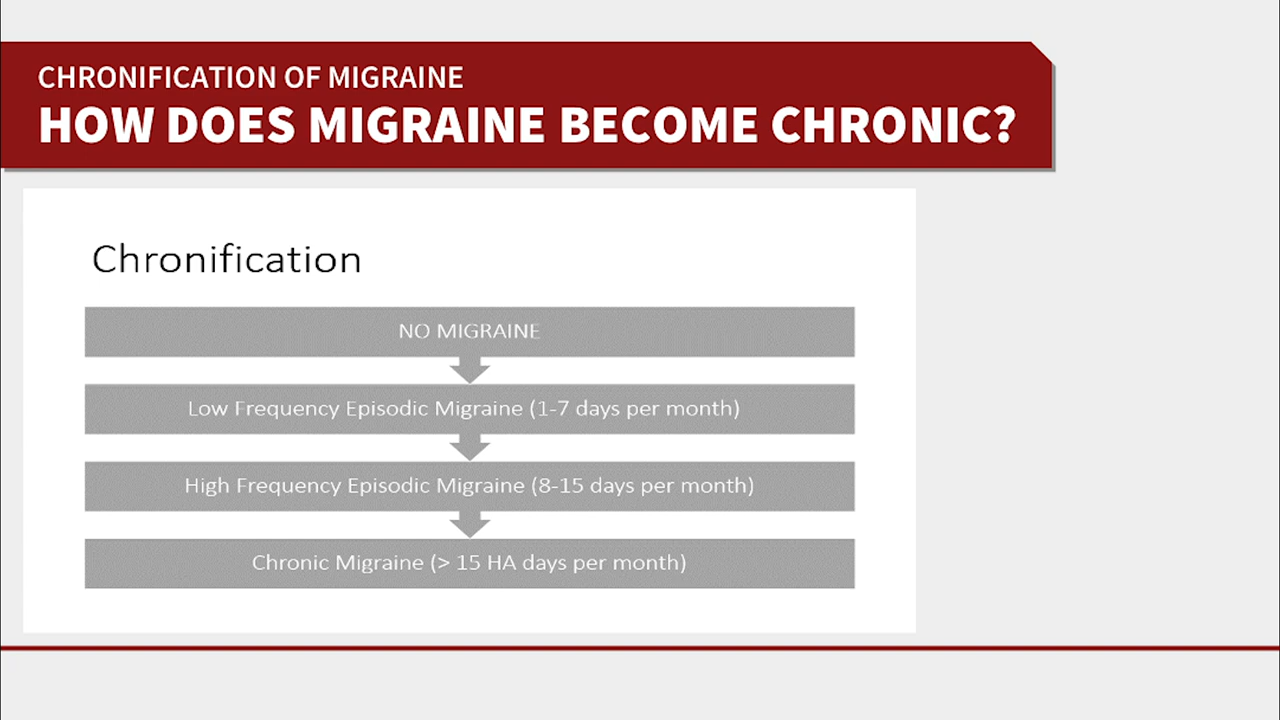 CHRONIFICATION OF MIGRAINE
HOW DOES MIGRAINE BECOME CHRONIC?
Chronification
NO MIGRAINE
Low Frequency Episodic Migraine (1-7 days per month)
High Frequency Episodic Migraine (8-15 days per month)
Chronic Migraine (> 15 HA days per month)